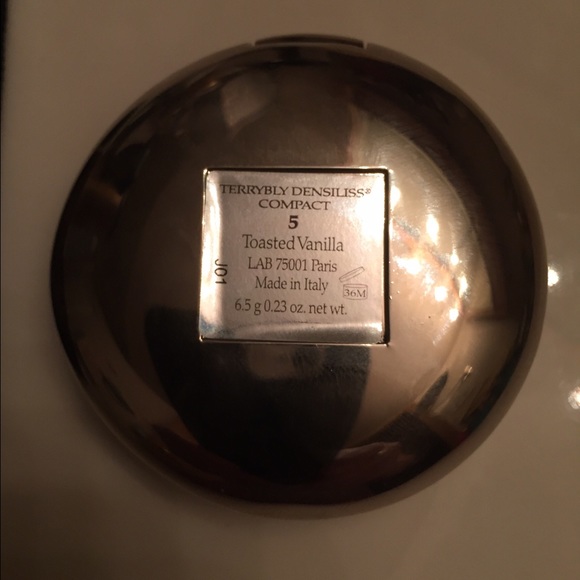 TERRYBLY DENSILISS®
COMPACT
5
Toasted Vanilla
LAB 75001 Paris
Made in Italy
6.5 g 0.23 oz. net wt.
36M
J01